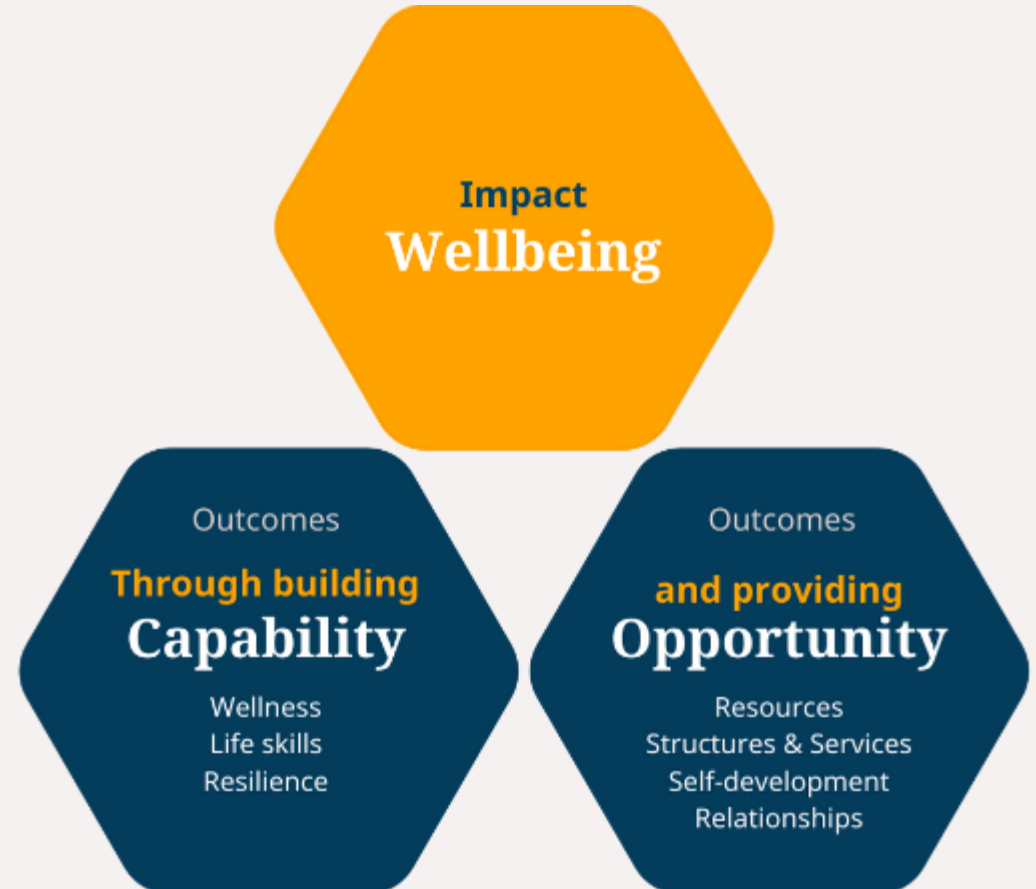 Impact
Wellbeing
Outcomes
Through building
Capability
Wellness
Life skills
Resilience
Outcomes
and providing
Opportunity
Resources
Structures & Services
Self-development
Relationships